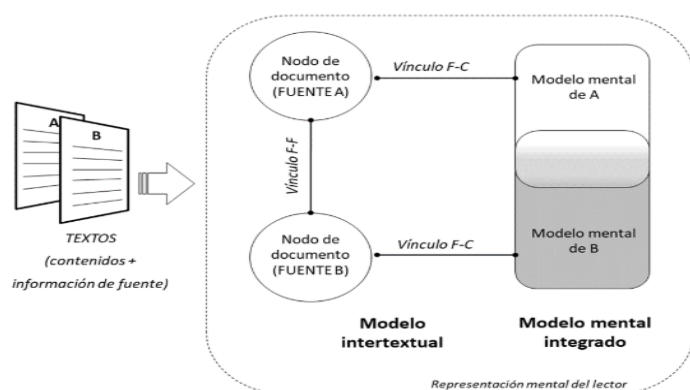 A
B
TEXTOS
(contenidos +
información de fuente)
Nodo de
documento
(FUENTE A)
Vínculo F-C
Modelo mental
de A
Vínculo F-F
Nodo de
documento
(FUENTE B)
Vínculo F-C
Modelo mental
de B
Modelo
intertextual
Modelo mental
integrado
Representación mental del lector